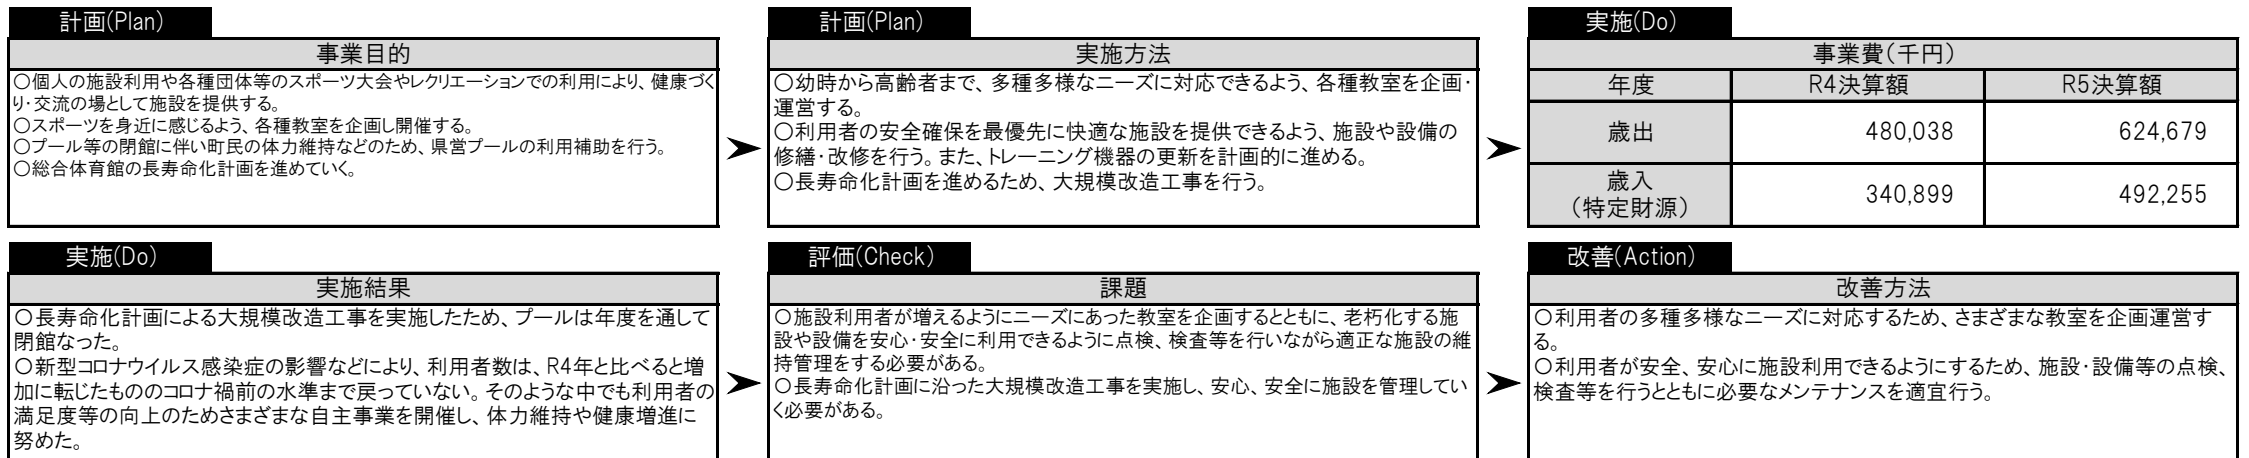 計画(Plan)
事業目的
○個人の施設利用や各種団体等のスポーツ大会やレクリエーションでの利用により、健康づく
り・交流の場として施設を提供する。
○スポーツを身近に感じるよう、各種教室を企画し開催する。
○プール等の閉館に伴い町民の体力維持などのため、県営プールの利用補助を行う。
○総合体育館の長寿命化計画を進めていく。
計画(Plan)
実施方法
○幼時から高齢者まで、多種多様なニーズに対応できるよう、各種教室を企画・
運営する。
○利用者の安全確保を最優先に快適な施設を提供できるよう、施設や設備の
修繕・改修を行う。また、トレーニング機器の更新を計画的に進める。
○長寿命化計画を進めるため、大規模改造工事を行う。
実施(Do)
事業費(千円)
年度 R4決算額 R5決算額
歳出 480,038 624,679
歳入
(特定財源) 340,899 492,255
実施(Do)
実施結果
○長寿命化計画による大規模改造工事を実施したため、プールは年度を通して
閉館なった。
○新型コロナウイルス感染症の影響などにより、利用者数は、R4年と比べると増
加に転じたもののコロナ禍前の水準まで戻っていない。そのような中でも利用者の
満足度等の向上のためさまざまな自主事業を開催し、体力維持や健康増進に
努めた。
評価(Check)
課題
○施設利用者が増えるようにニーズにあった教室を企画するとともに、老朽化する施
設や設備を安心・安全に利用できるように点検、検査等を行いながら適正な施設の維
持管理をする必要がある。
○長寿命化計画に沿った大規模改造工事を実施し、安心、安全に施設を管理してい
く必要がある。
改善(Action)
改善方法
○利用者の多種多様なニーズに対応するため、さまざまな教室を企画運営す
る。
○利用者が安全、安心に施設利用できるようにするため、施設・設備等の点検、
検査等を行うとともに必要なメンテナンスを適宜行う。